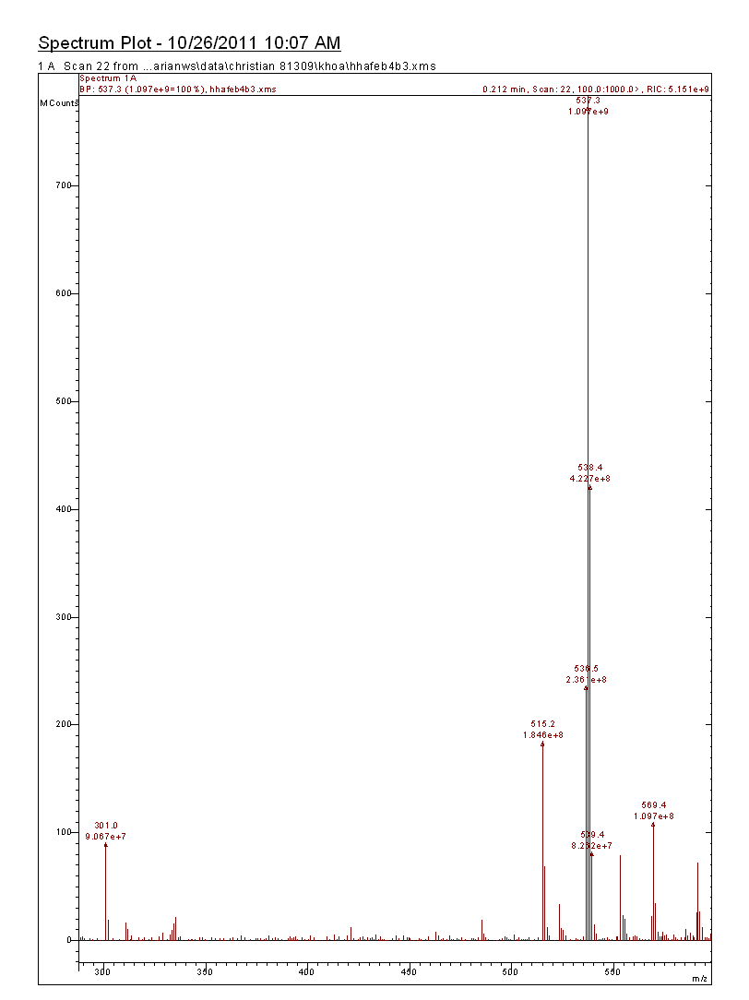 Spectrum Plot - 10/26/2011 10:07 AM
1 A Scan 22 from ...arianws\data\christian 81309\khoa\hhafeb4b3.xms
Spectrum 1A
BP: 537.3 (1.097e+9=100%), hhafeb4b3.xms 0.212 min, Scan: 22, 100.0:1000.0>, RIC: 5.151e+9
MCounts
537.3
1.097e+9
700
600
500
538.4
4.227e+8
400
300
536.5
2.361e+8
200
515.2
1.846e+8
569.4
1.097e+8
301.0
9.067e+7
539.4
8.252e+7
100
0
300 350 400 450 500 550
m/z